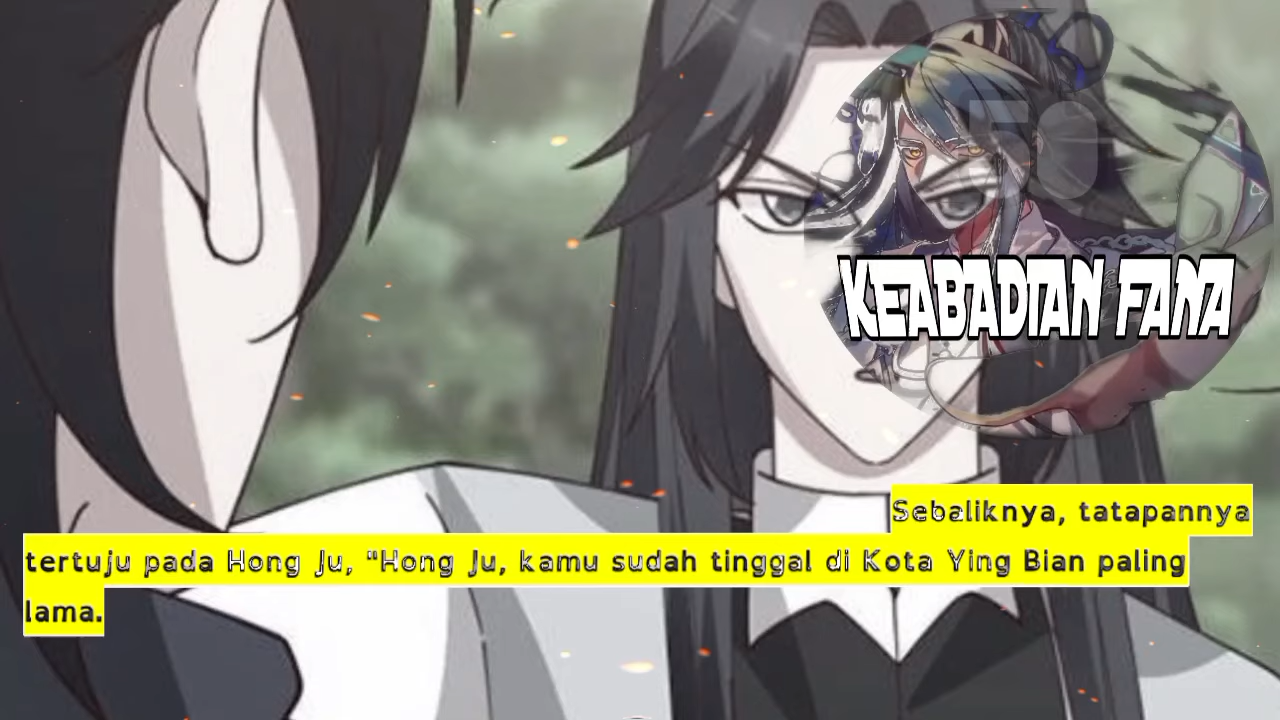 50
KEABADIAN FANA
Sebaliknya, tatapannya
tertuju pada Hong Ju, "Hong Ju, kamu sudah tinggal di Kota Ying Bian paling
lama.